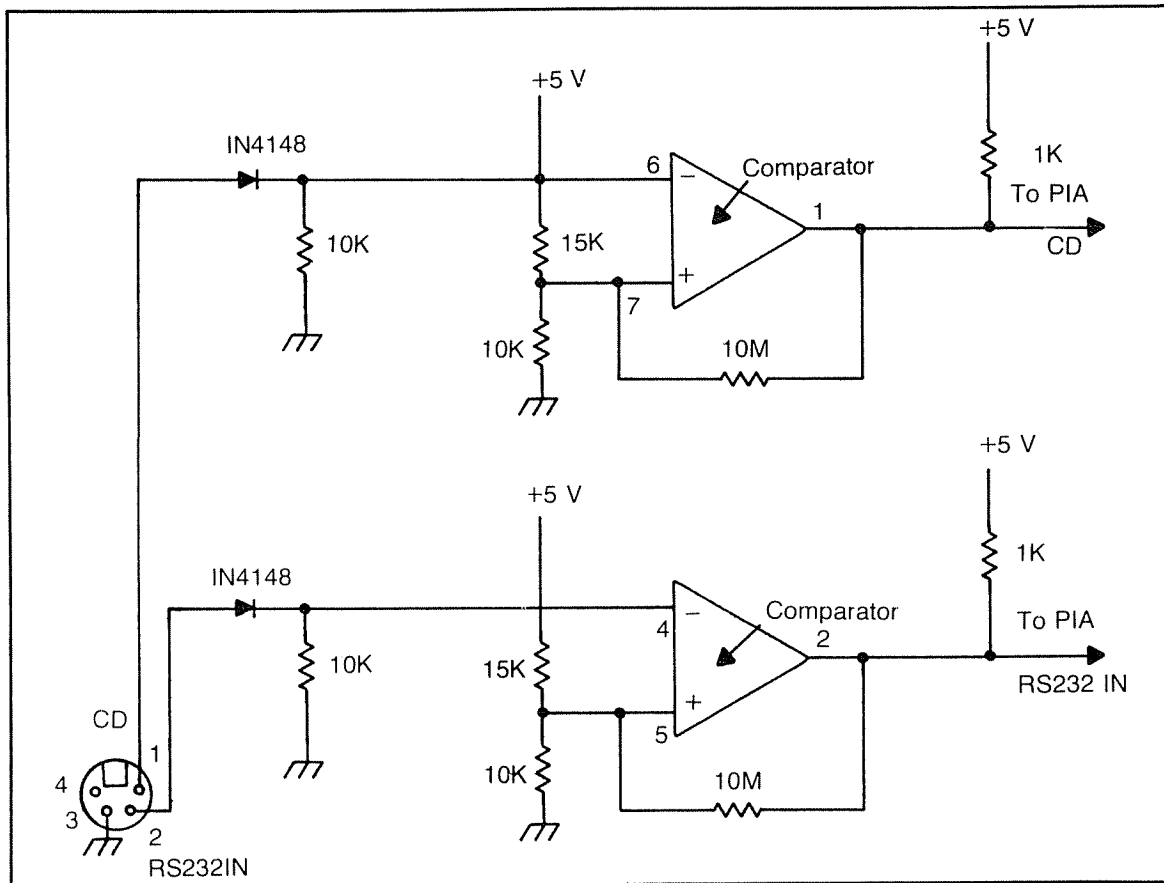 +5 V
+5 V
IN4148
6
−
Comparator
1
1K
To PIA
CD
10K
15K
+
7
10K
10M
+5 V
+5 V
IN4148
1K
4
−
Comparator
2
To PIA
RS232 IN
10K
15K
+
5
CD
1
10K
10M
4
3
2
RS232IN